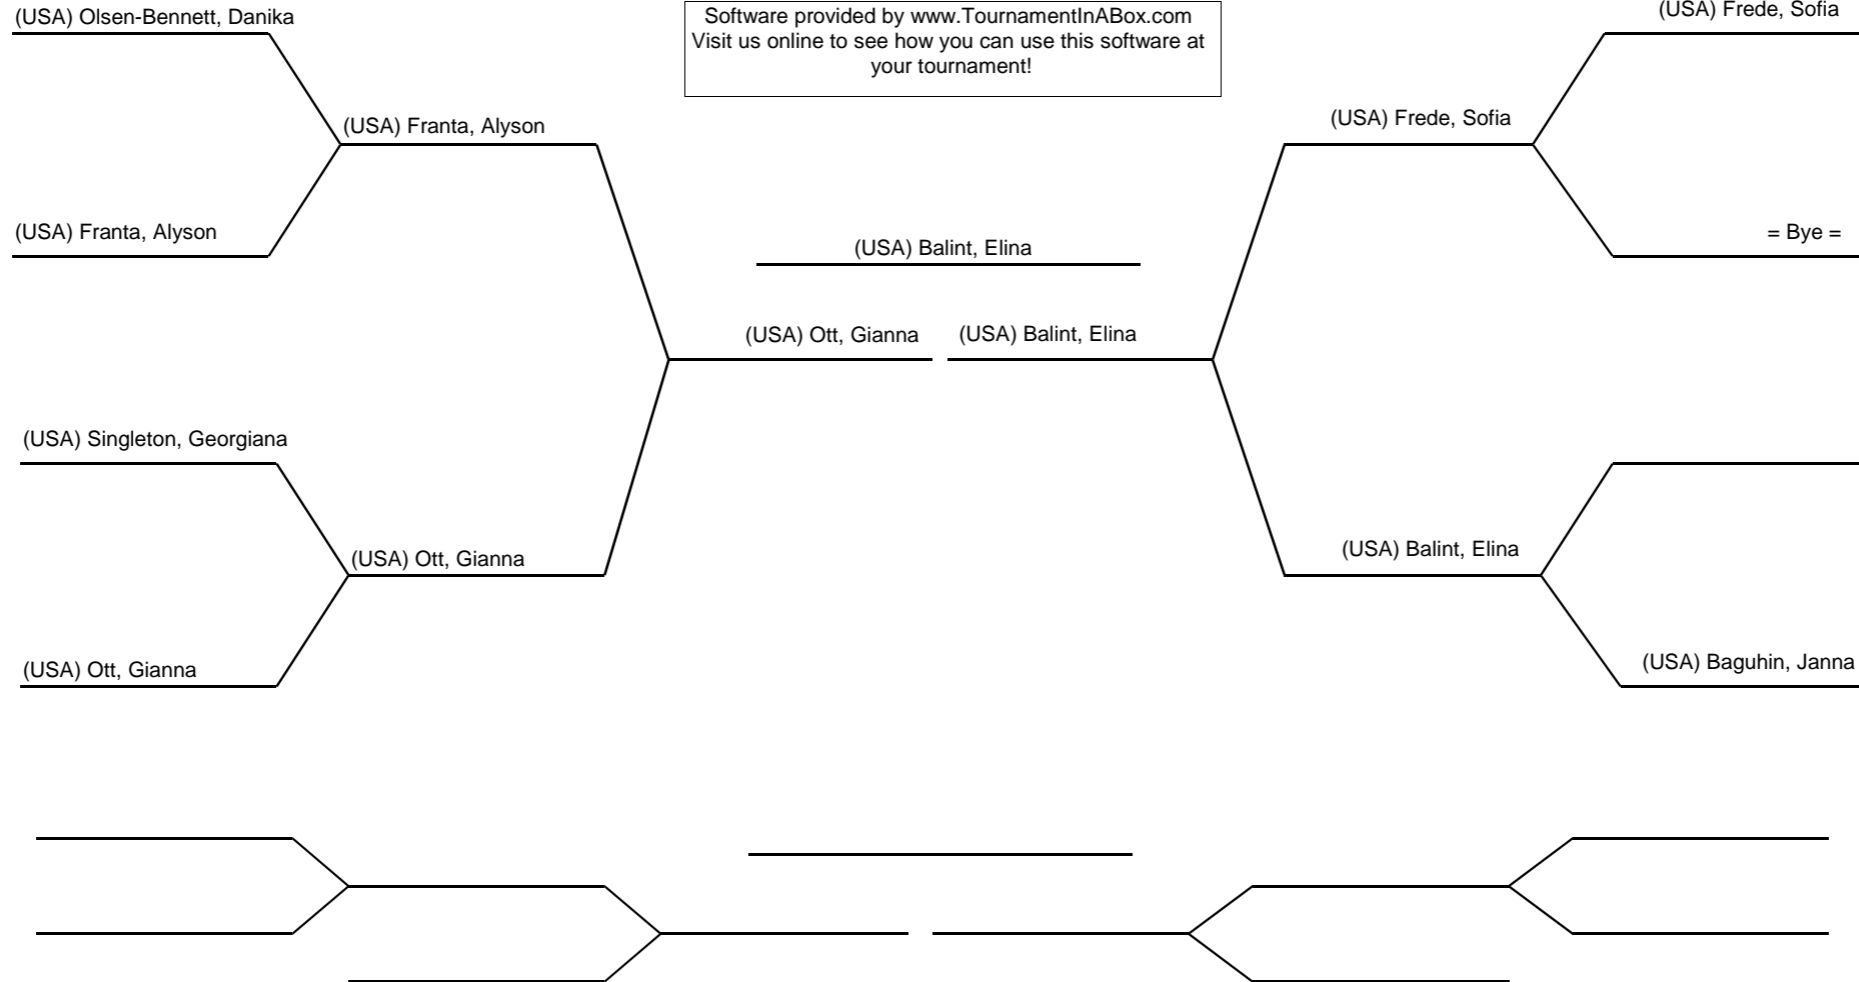 (USA) Olsen-Bennett, Danika
Software provided by www.TournamentInABox.com
Visit us online to see how you can use this software at
your tournament!
(USA) Frede, Sofia
(USA) Franta, Alyson
(USA) Frede, Sofia
(USA) Franta, Alyson
(USA) Balint, Elina
= Bye =
(USA) Ott, Gianna
(USA) Balint, Elina
(USA) Singleton, Georgiana
(USA) Ott, Gianna
(USA) Balint, Elina
(USA) Ott, Gianna
(USA) Baguhin, Janna